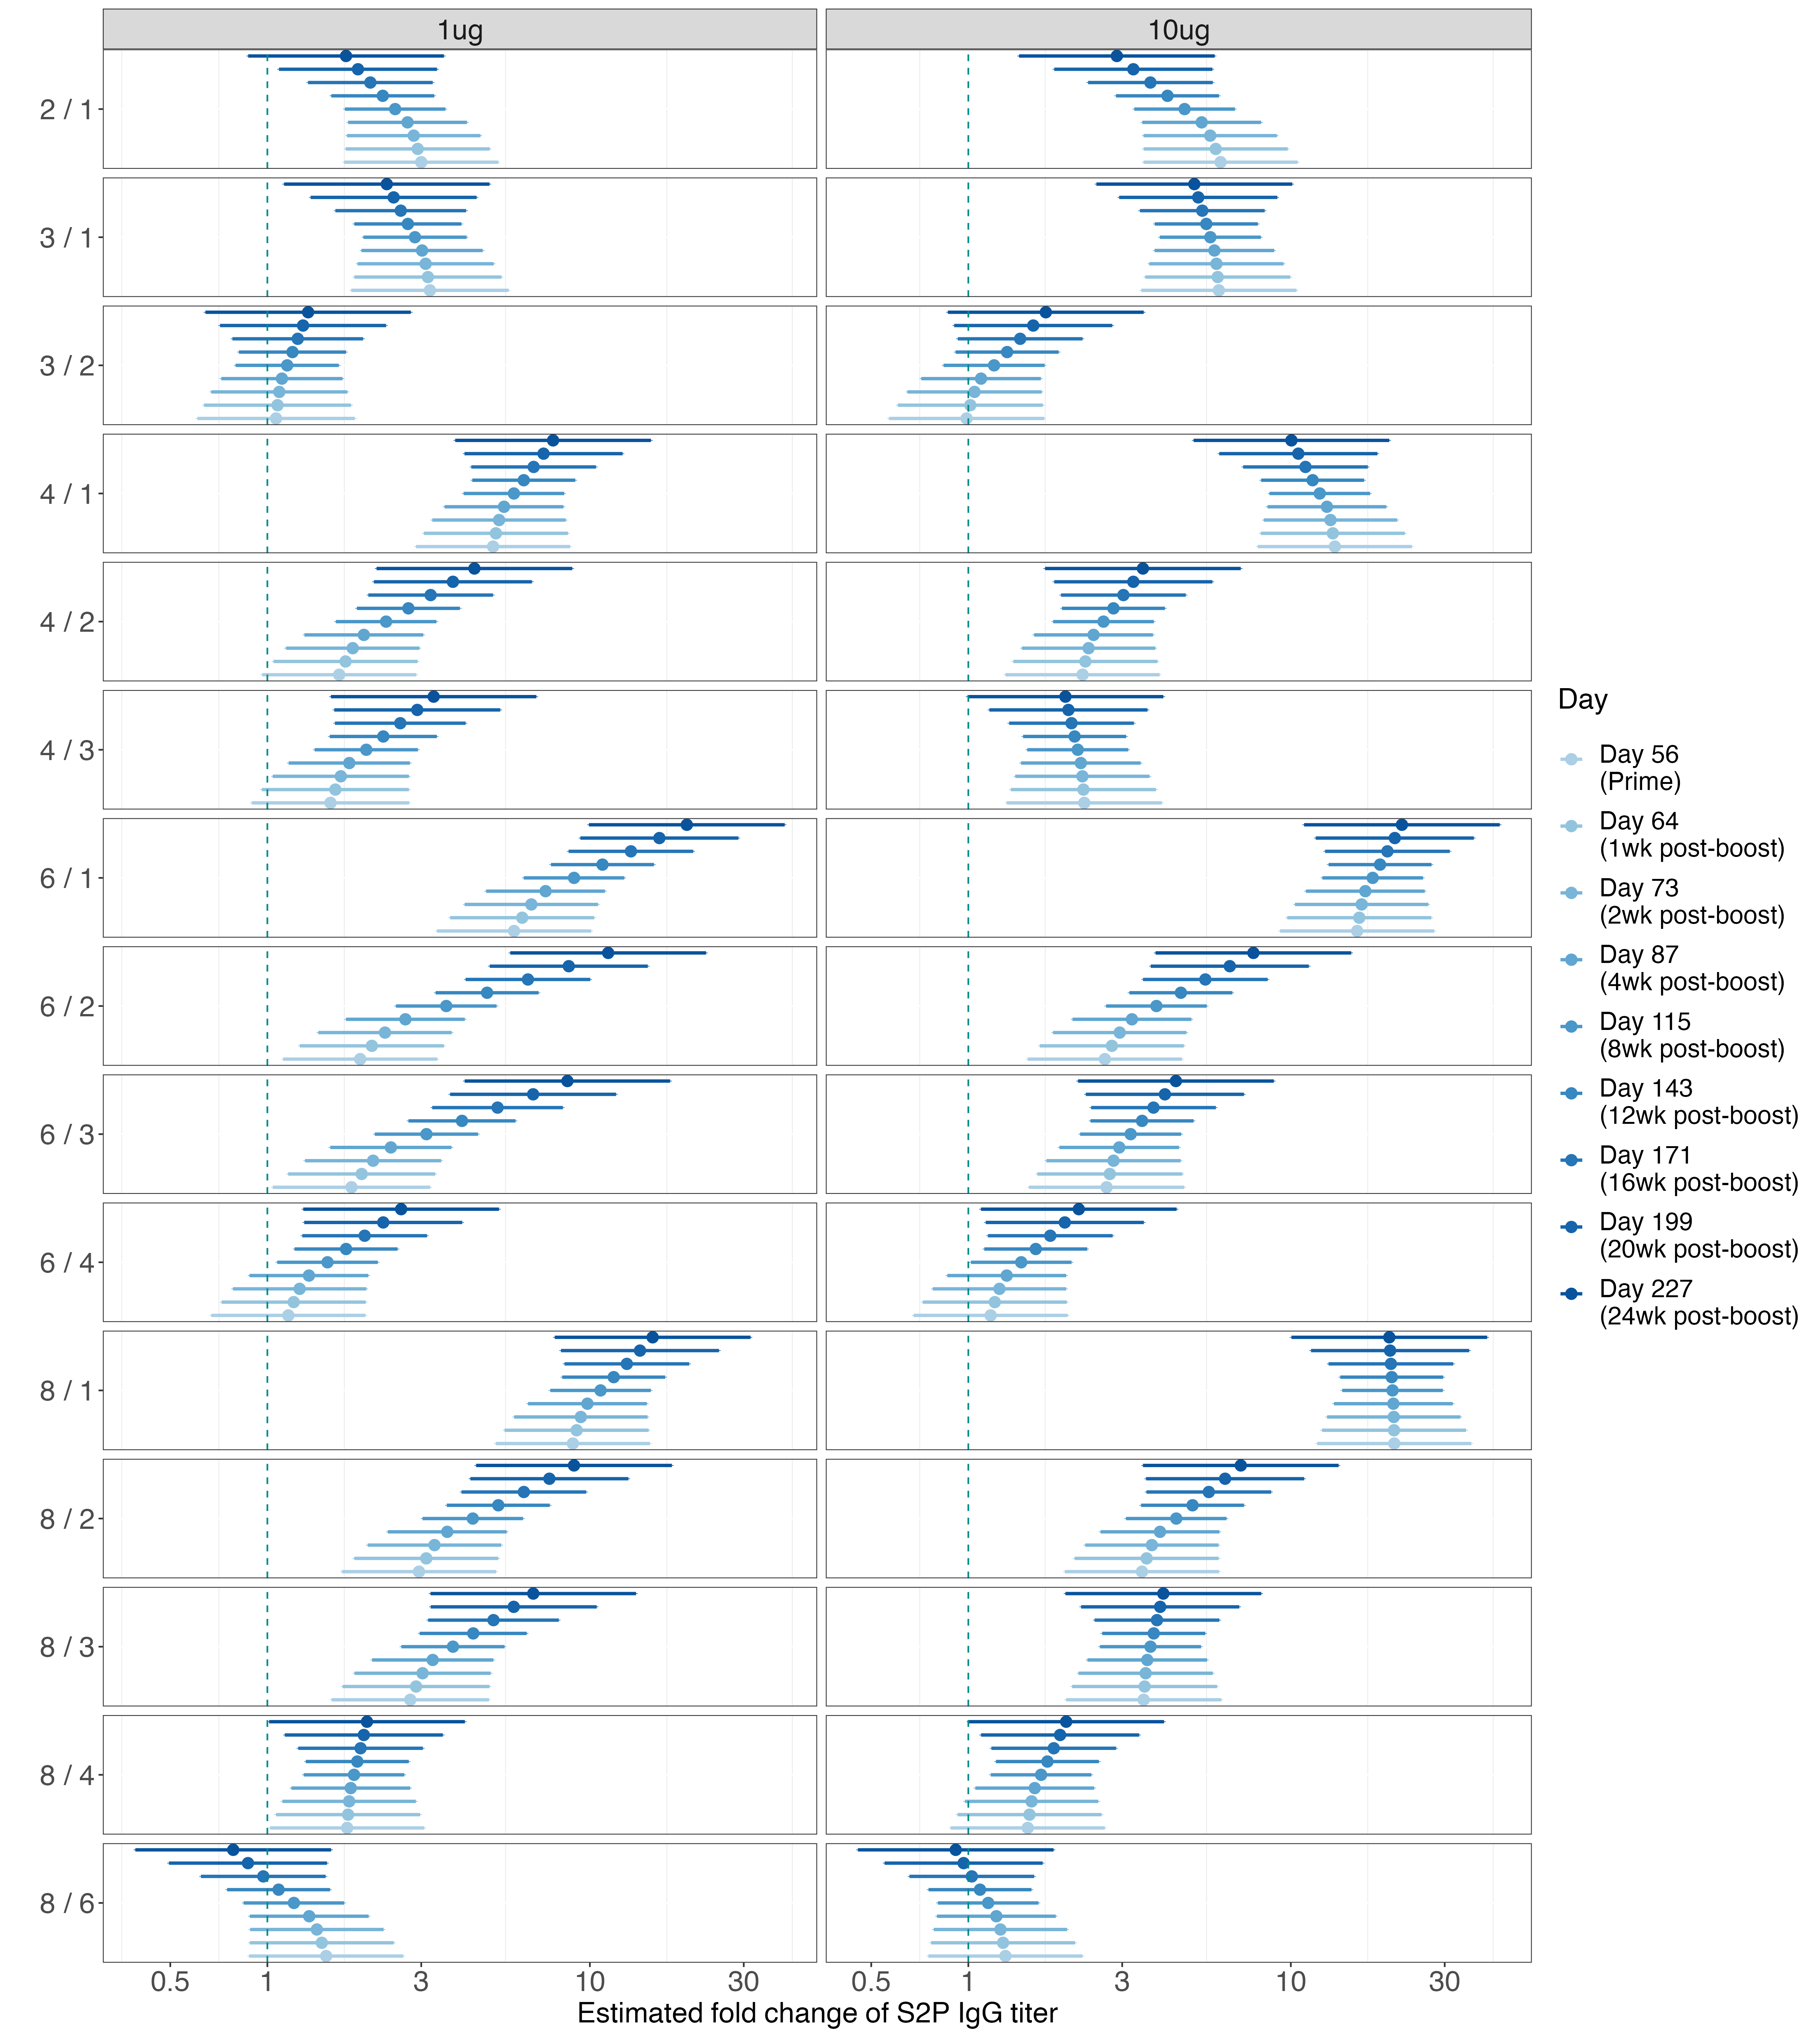 1ug
10ug
2 / 1
3 / 1
3 / 2
4 / 1
4 / 2
4 / 3
6 / 1
6 / 2
6 / 3
6 / 4
8 / 1
8 / 2
8 / 3
8 / 4
8 / 6
0.5 1 3 10 30
0.5 1 3 10 30
Estimated fold change of S2P IgG titer
Day
Day 56
(Prime)
Day 64
(1wk post-boost)
Day 73
(2wk post-boost)
Day 87
(4wk post-boost)
Day 115
(8wk post-boost)
Day 143
(12wk post-boost)
Day 171
(16wk post-boost)
Day 199
(20wk post-boost)
Day 227
(24wk post-boost)